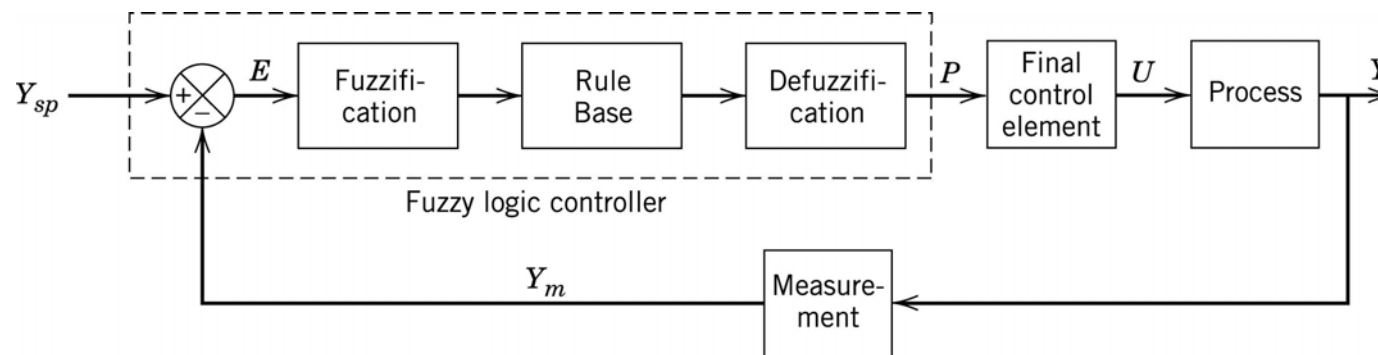 Y_sp
+
−
E
Fuzzifi-
cation
Rule
Base
Defuzzifi-
cation
P
Final
control
element
U
Process
Y
Fuzzy logic controller
Y_m
Measure-
ment